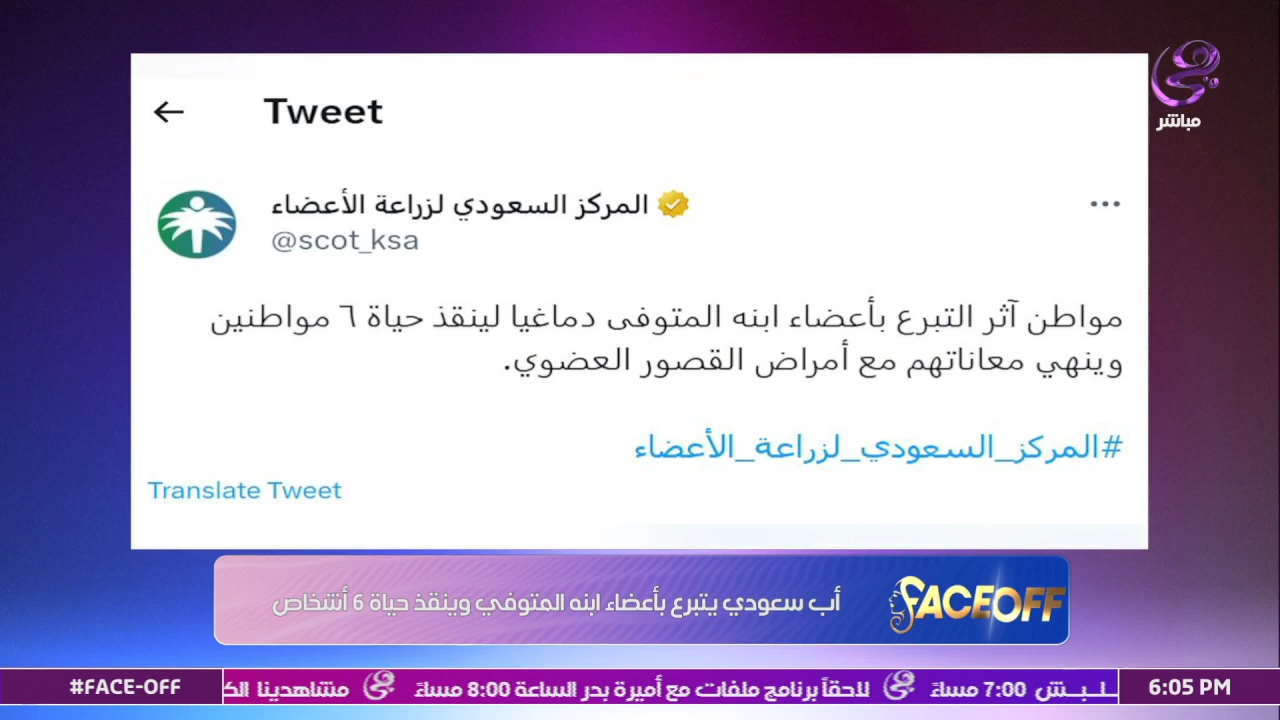 Tweet
مباشر
المركز السعودي لزراعة الأعضاء
@scot_ksa
مواطن آثر التبرع بأعضاء ابنه المتوفى دماغيا لينقذ حياة ٦ مواطنين
وينهي معاناتهم مع أمراض القصور العضوي.
#المركز_السعودي_لزراعة_الأعضاء
Translate Tweet
أب سعودي يتبرع بأعضاء ابنه المتوفي وينقذ حياة 6 أشخاص
FACEOFF
#FACE-OFF
7:00 مساءً لاحقاً برنامج ملفات مع أميرة بدر الساعة 8:00 مساءً مشاهدينا
6:05 PM